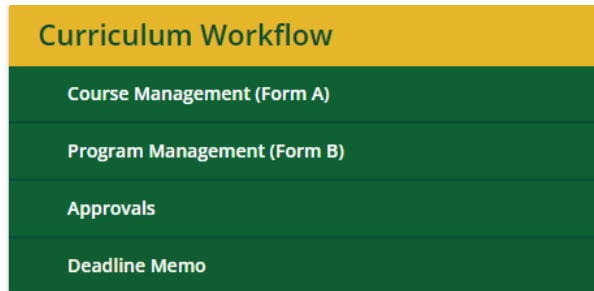 Curriculum Workflow
Course Management (Form A)
Program Management (Form B)
Approvals
Deadline Memo